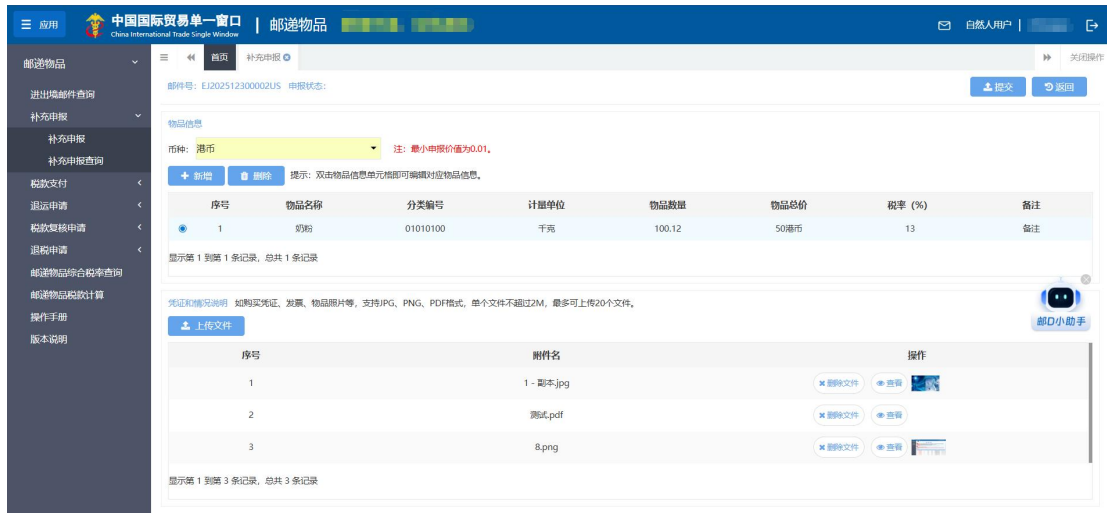 应用 中国国际贸易单一窗口 | 邮递物品 自然人用户 |
China International Trade Single Window
邮递物品
进出境邮件查询
补充申报
补充申报
补充申报查询
税款支付
退运申请
税款复核申请
退税申请
邮递物品综合税率查询
邮递物品税款计算
操作手册
版本说明
首页 补充申报 关闭操作
邮件号：EJ202512300002US 申报状态： 提交 返回
物品信息
币种：港币 注：最小申报价值为0.01。
新增 删除 提示：双击物品信息单元格即可编辑对应物品信息。
序号 物品名称 分类编号 计量单位 物品数量 物品总价 税率（%） 备注
1 奶粉 01010100 千克 100.12 50港币 13 备注
显示第 1 到第 1 条记录，总共 1 条记录
凭证和情况说明 如购买凭证、发票、物品照片等，支持JPG、PNG、PDF格式，单个文件不超过2M，最多可上传20个文件。
上传文件
邮小助手
序号 附件名 操作
1 1 - 副本.jpg 删除文件 查看
2 测试.pdf 删除文件 查看
3 8.png 删除文件 查看
显示第 1 到第 3 条记录，总共 3 条记录